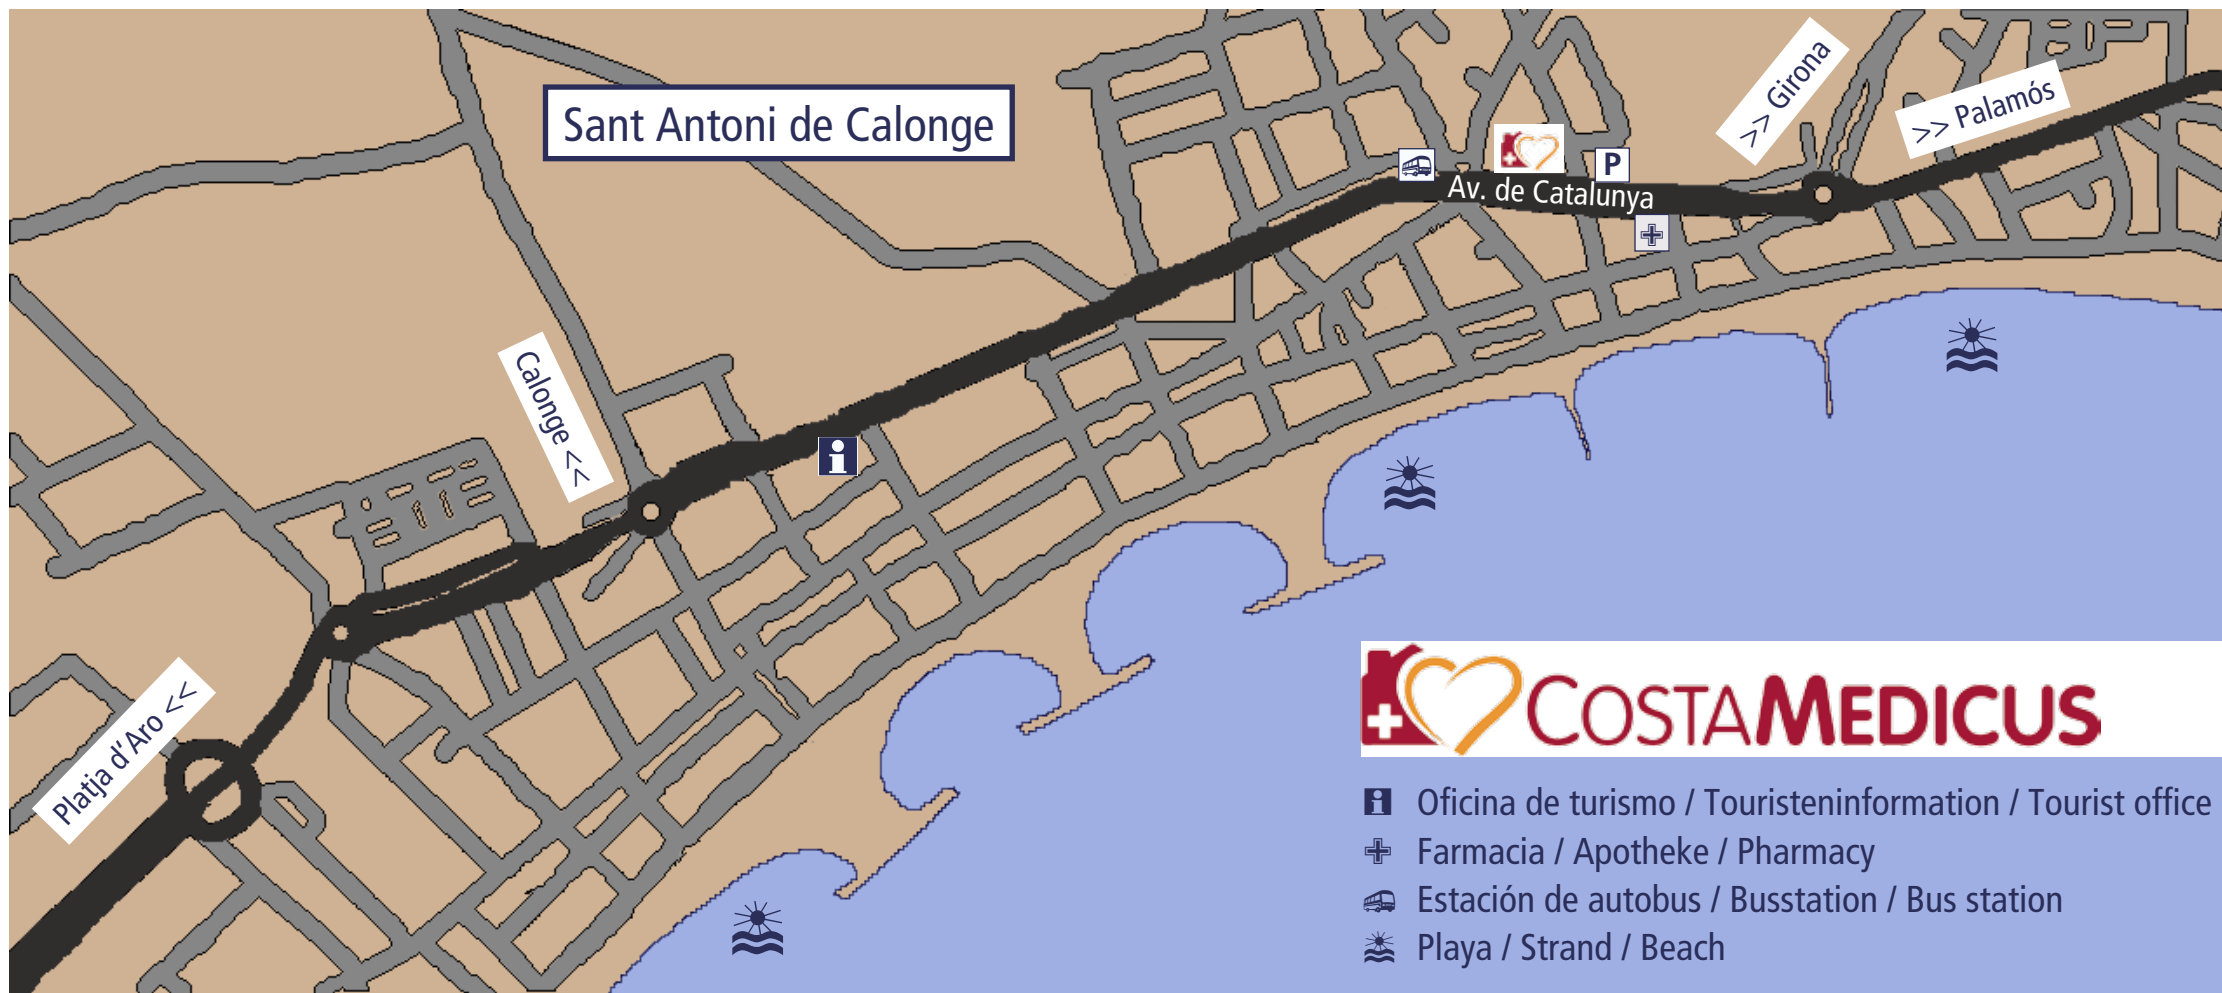 Sant Antoni de Calonge
>> Girona
>> Palamós
P
Av. de Catalunya
Calonge <<
i
Platja d'Aro <<
COSTAMEDICUS
i Oficina de turismo / Touristeninformation / Tourist office
Farmacia / Apotheke / Pharmacy
Estación de autobus / Busstation / Bus station
Playa / Strand / Beach